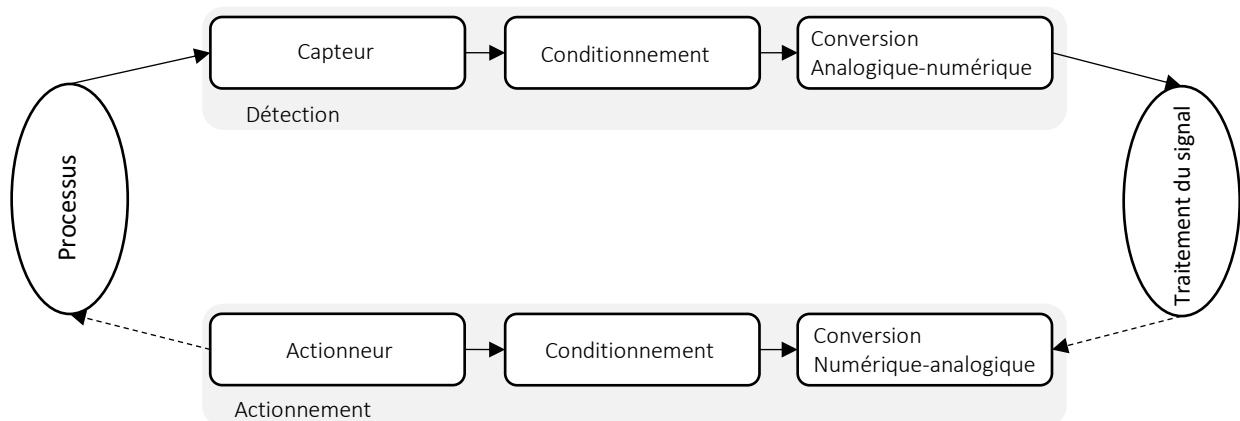 Capteur
Conditionnement
Conversion
Analogique-numérique
Détection
Processus
Traitement du signal
Actionneur
Conditionnement
Conversion
Numérique-analogique
Actionnement